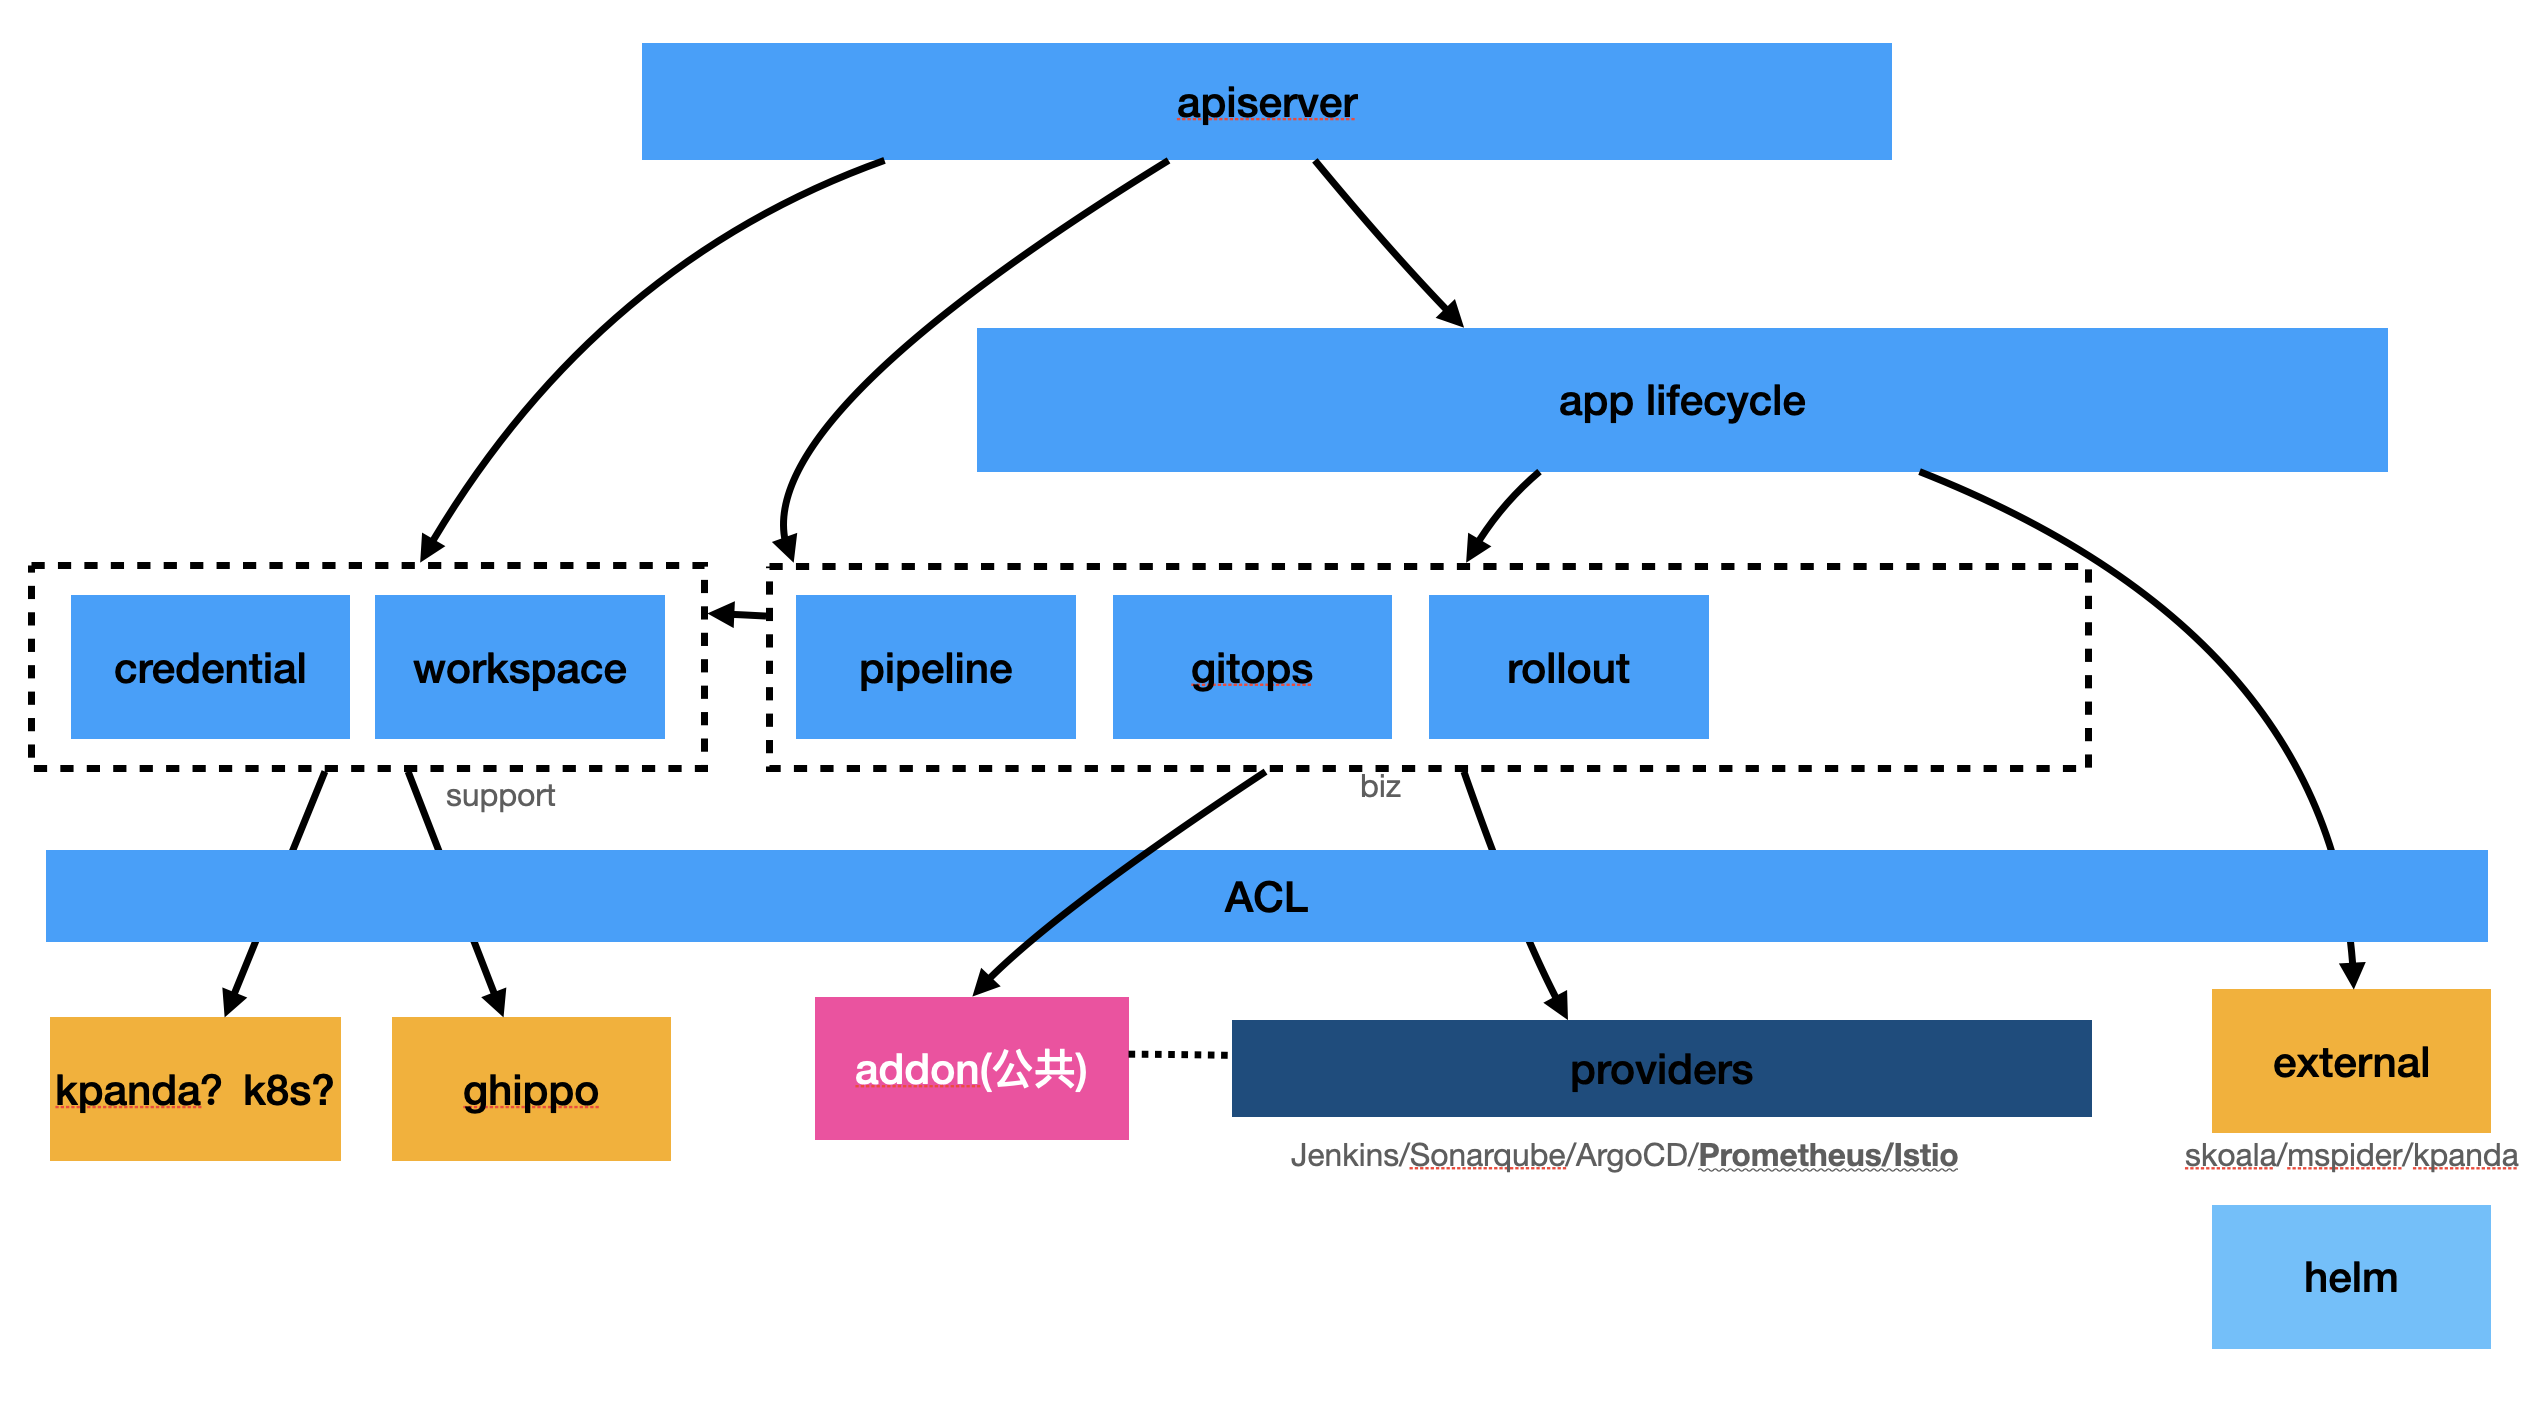 apiserver
app lifecycle
credential
workspace
pipeline
gitops
rollout
support
biz
ACL
kpanda? k8s?
ghippo
addon(公共)
providers
external
Jenkins/Sonarqube/ArgoCD/Prometheus/Istio
skoala/mspider/kpanda
helm